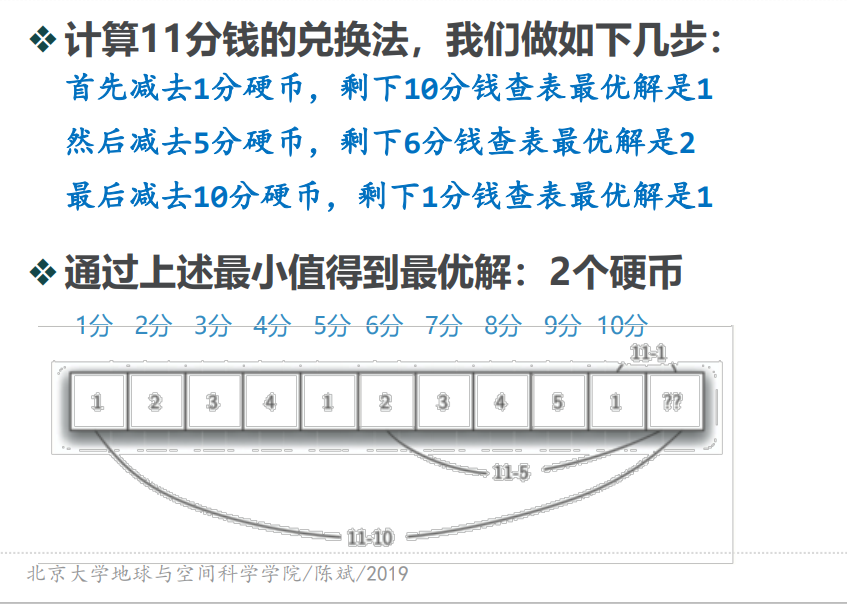 ❖ 计算11分钱的兑换法，我们做如下几步：
首先减去1分硬币，剩下10分钱查表最优解是1
然后减去5分硬币，剩下6分钱查表最优解是2
最后减去10分硬币，剩下1分钱查表最优解是1
❖ 通过上述最小值得到最优解：2个硬币
1分 2分 3分 4分 5分 6分 7分 8分 9分 10分
11-1
1 2 3 4 1 2 3 4 5 1 ??
11-5
11-10
北京大学地球与空间科学学院/陈斌/2019